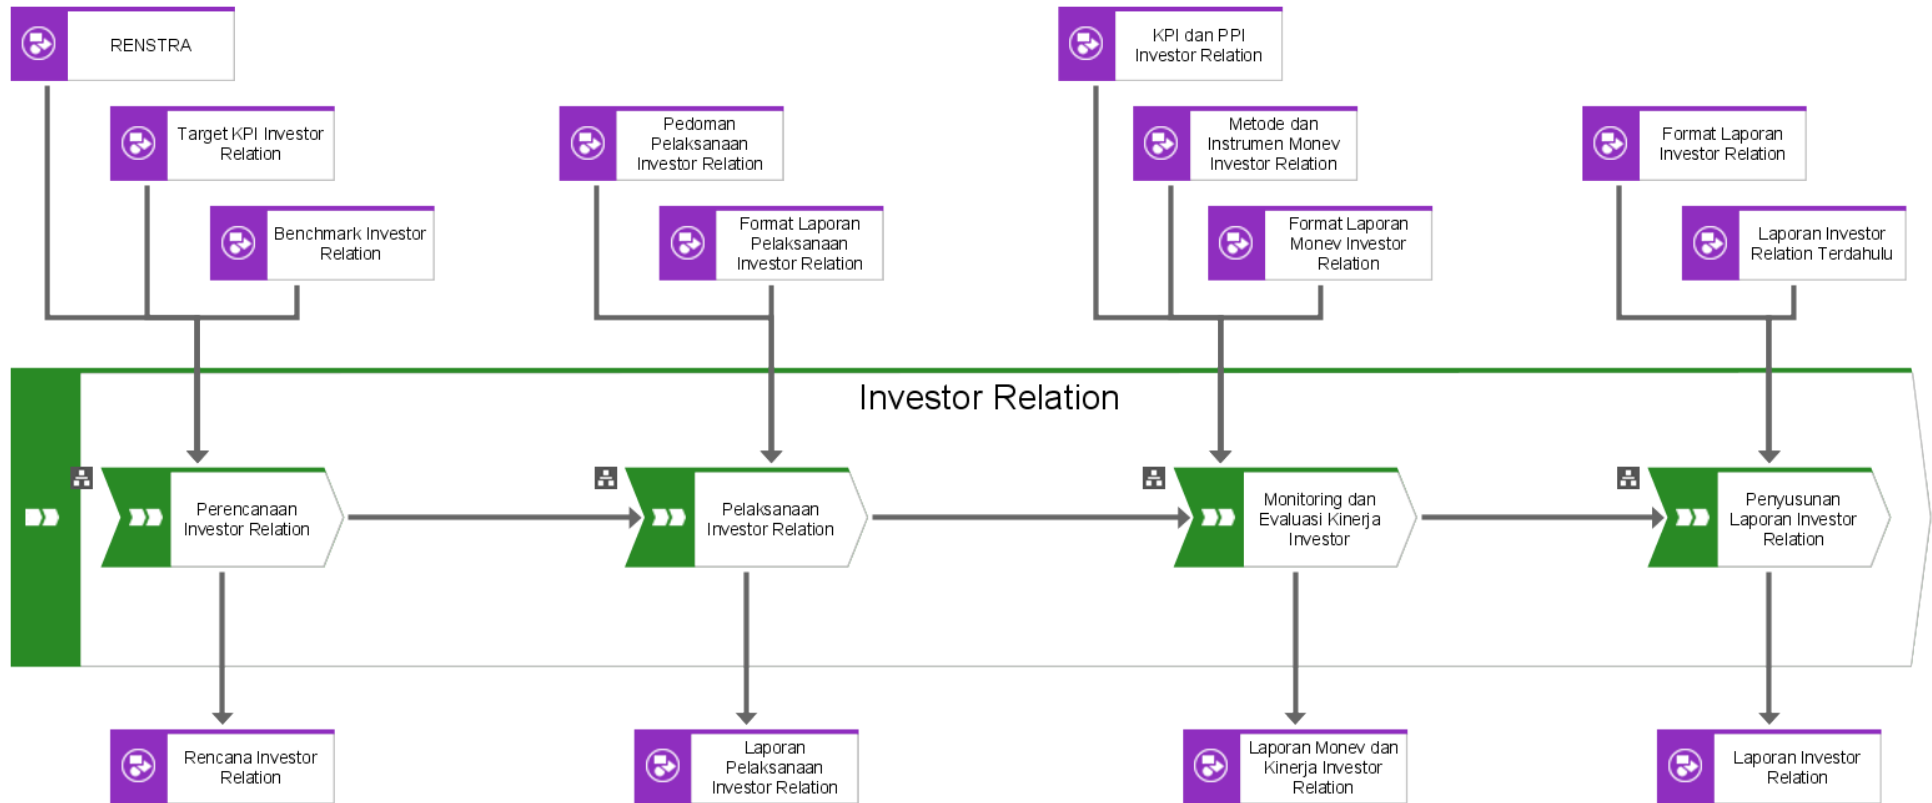 RENSTRA
KPI dan PPI
Investor Relation
Target KPI Investor
Relation
Pedoman
Pelaksanaan
Investor Relation
Metode dan
Instrumen Monev
Investor Relation
Format Laporan
Investor Relation
Benchmark Investor
Relation
Format Laporan
Pelaksanaan
Investor Relation
Format Laporan
Monev Investor
Relation
Laporan Investor
Relation Terdahulu
Investor Relation
Perencanaan
Investor Relation
Pelaksanaan
Investor Relation
Monitoring dan
Evaluasi Kinerja
Investor
Penyusunan
Laporan Investor
Relation
Rencana Investor
Relation
Laporan
Pelaksanaan
Investor Relation
Laporan Monev dan
Kinerja Investor
Relation
Laporan Investor
Relation